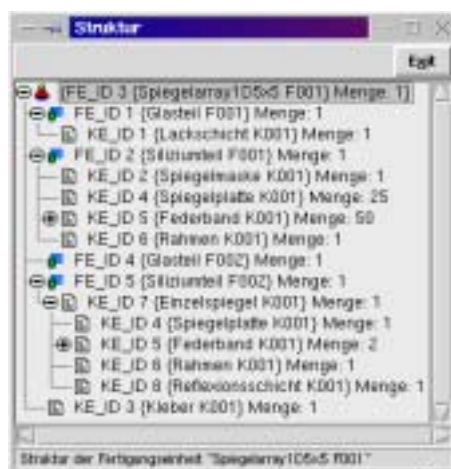 Struktur
Exit
(FE_ID 3 {Spiegelarray1D5x5 F001} Menge: 1)
FE_ID 1 {Glasteil F001} Menge: 1
KE_ID 1 {Lackschicht K001} Menge: 1
FE_ID 2 {Siliziumteil F001} Menge: 1
KE_ID 2 {Spiegelmaske K001} Menge: 1
KE_ID 4 {Spiegelplatte K001} Menge: 25
KE_ID 5 {Federband K001} Menge: 50
KE_ID 6 {Rahmen K001} Menge: 1
FE_ID 4 {Glasteil F002} Menge: 1
FE_ID 5 {Siliziumteil F002} Menge: 1
KE_ID 7 {Einzelspiegel K001} Menge: 1
KE_ID 4 {Spiegelplatte K001} Menge: 1
KE_ID 5 {Federband K001} Menge: 2
KE_ID 6 {Rahmen K001} Menge: 1
KE_ID 8 {Reflexionsschicht K001} Menge: 1
KE_ID 3 {Kleber K001} Menge: 1
Struktur der Fertigungseinheit "Spiegelarray1D5x5 F001"